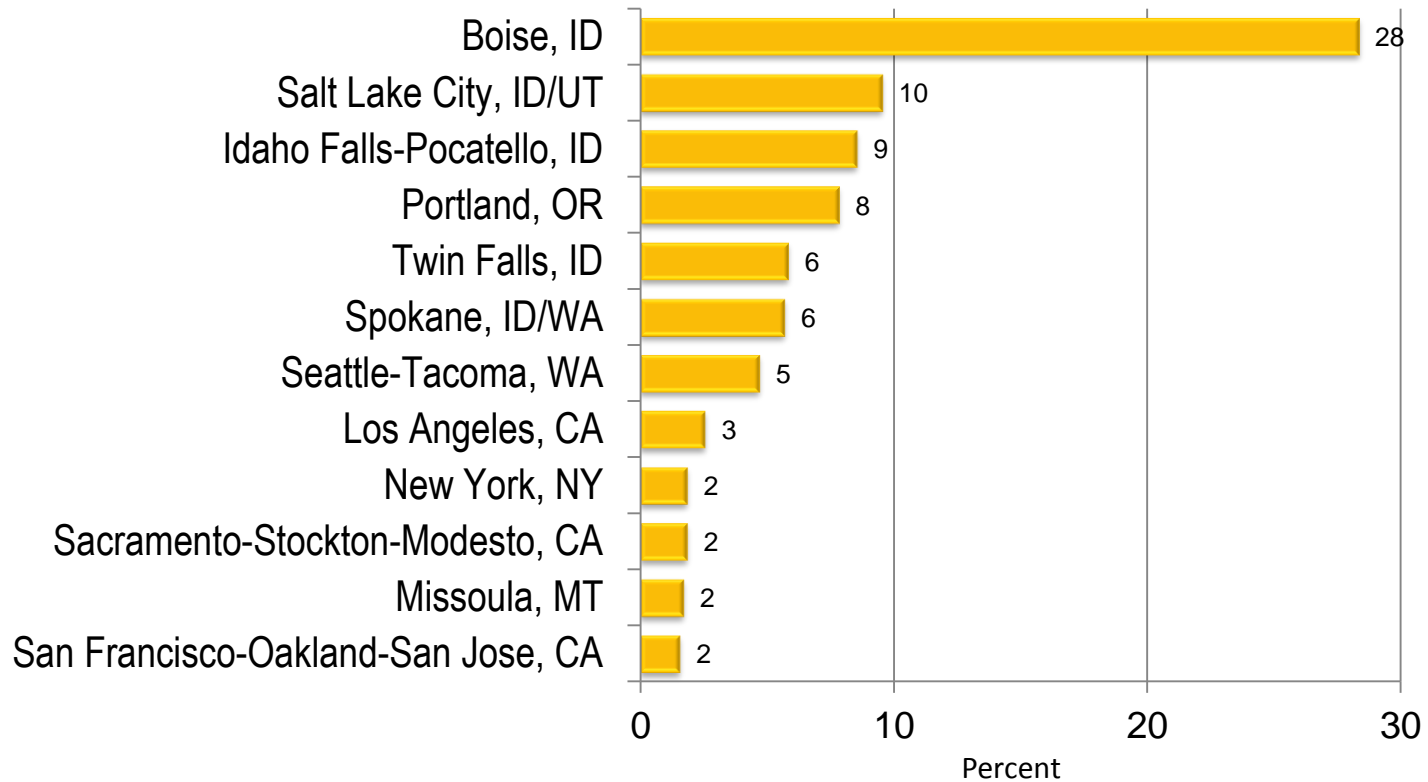 Boise, ID 28
Salt Lake City, ID/UT 10
Idaho Falls-Pocatello, ID 9
Portland, OR 8
Twin Falls, ID 6
Spokane, ID/WA 6
Seattle-Tacoma, WA 5
Los Angeles, CA 3
New York, NY 2
Sacramento-Stockton-Modesto, CA 2
Missoula, MT 2
San Francisco-Oakland-San Jose, CA 2
0 10 20 30
Percent